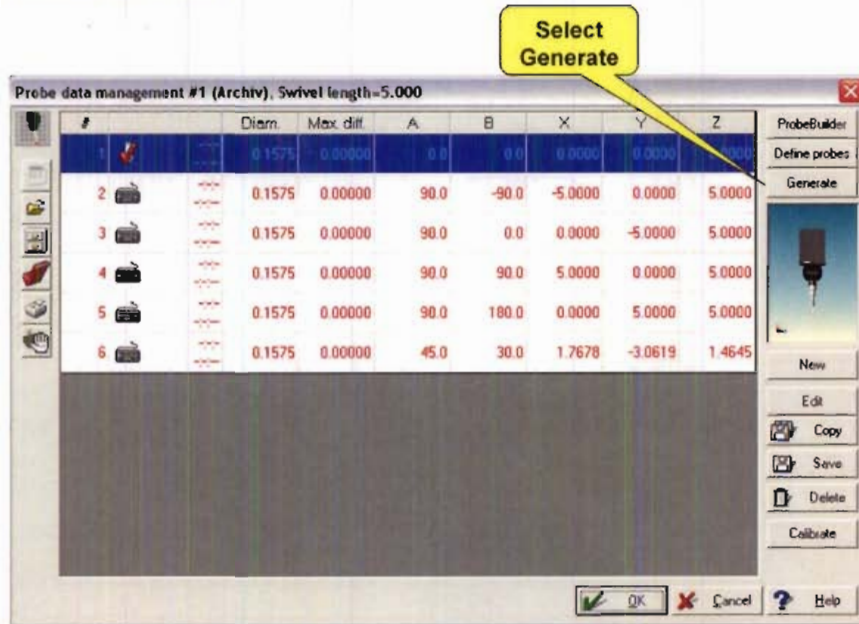 Select
Generate
Probe data management #1 (Archiv), Swivel length=5.000
# Diam. Max. diff. A B X Y Z
1 0.1575 0.00000 0.0 0.0 0.0000 0.0000 0.0000
2 0.1575 0.00000 90.0 -90.0 -5.0000 0.0000 5.0000
3 0.1575 0.00000 90.0 0.0 0.0000 -5.0000 5.0000
4 0.1575 0.00000 90.0 90.0 5.0000 0.0000 5.0000
5 0.1575 0.00000 90.0 180.0 0.0000 5.0000 5.0000
6 0.1575 0.00000 45.0 30.0 1.7678 -3.0619 1.4645
ProbeBuilder
Define probes
Generate
New
Edit
Copy
Save
Delete
Calibrate
OK Cancel Help